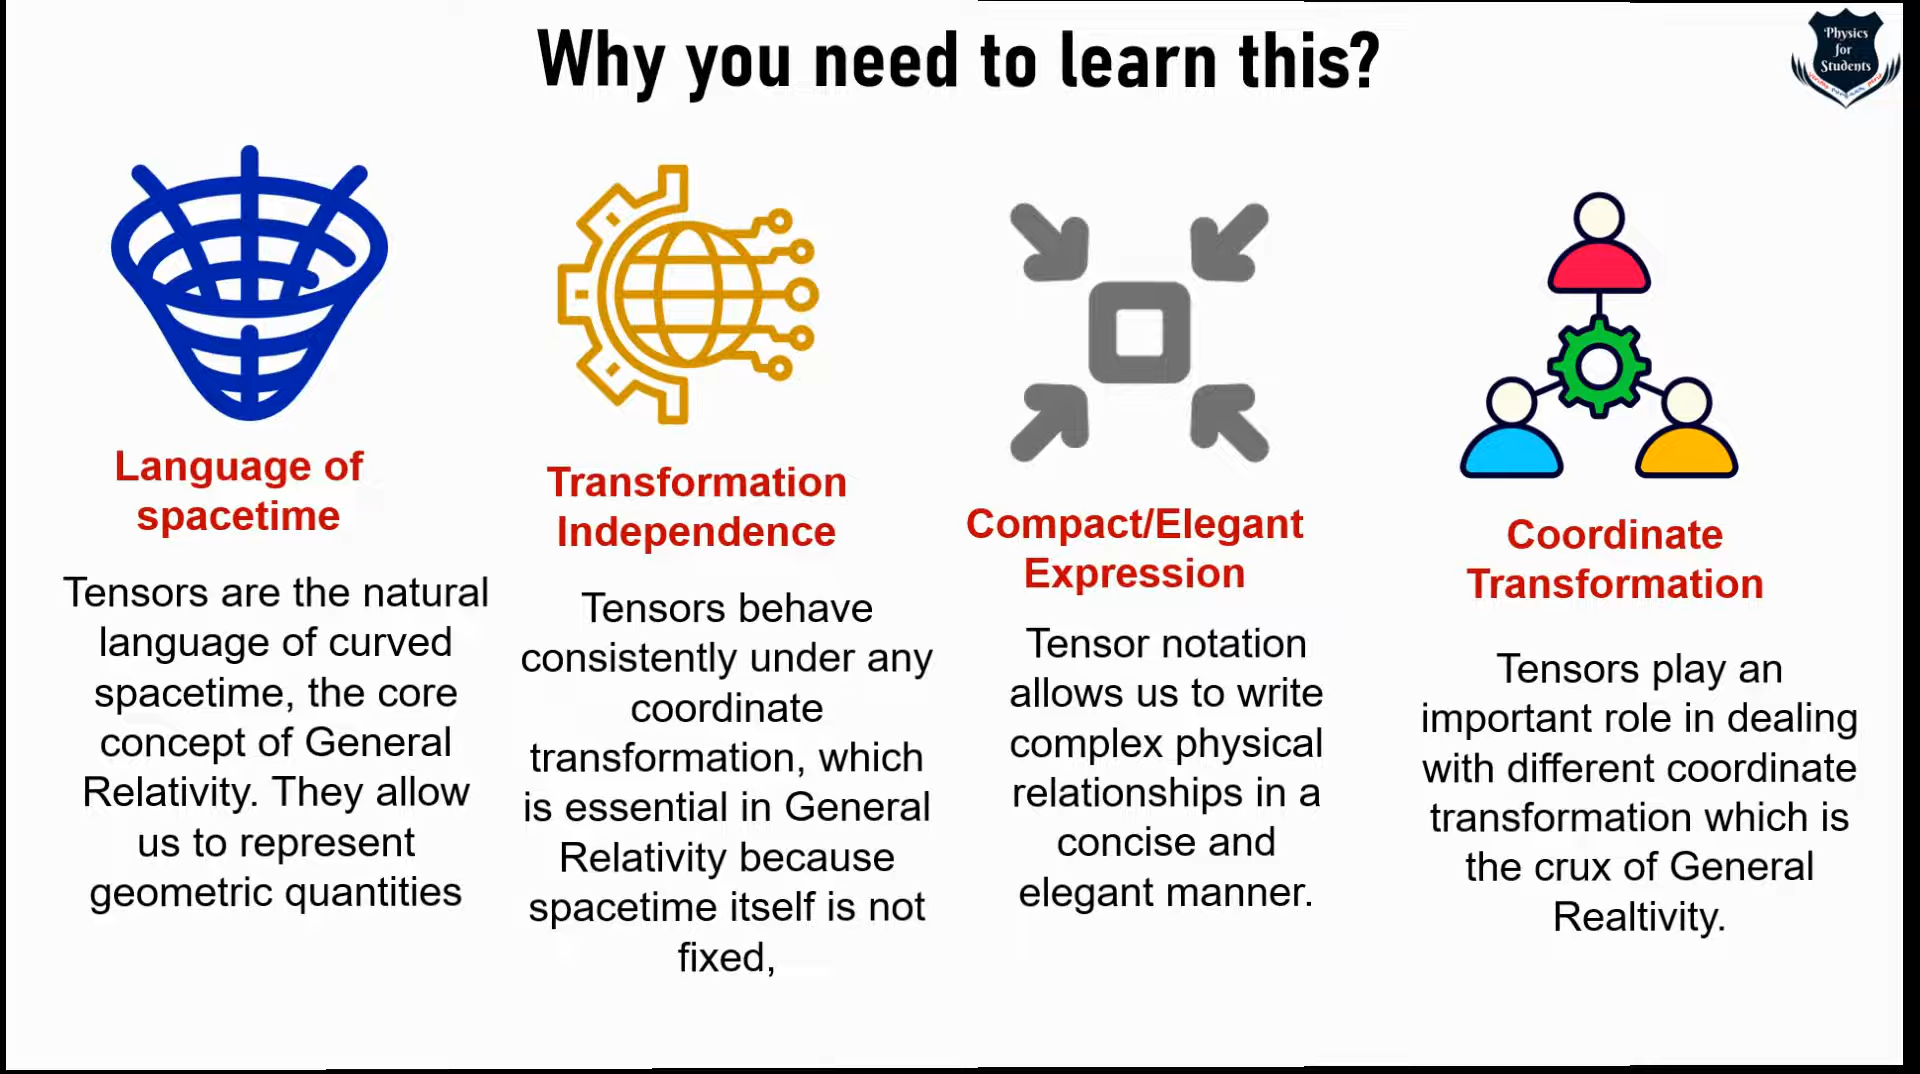 Why you need to learn this?
Physics
for
Students
Language of
spacetime
Tensors are the natural
language of curved
spacetime, the core
concept of General
Relativity. They allow
us to represent
geometric quantities
Transformation
Independence
Tensors behave
consistently under any
coordinate
transformation, which
is essential in General
Relativity because
spacetime itself is not
fixed,
Compact/Elegant
Expression
Tensor notation
allows us to write
complex physical
relationships in a
concise and
elegant manner.
Coordinate
Transformation
Tensors play an
important role in dealing
with different coordinate
transformation which is
the crux of General
Realtivity.